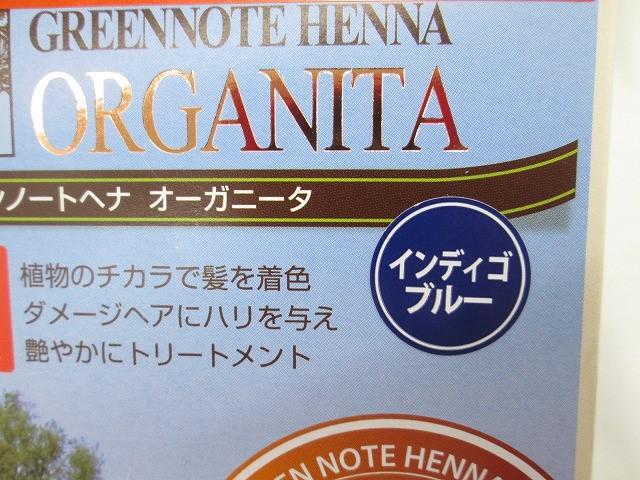 GREENNOTE HENNA
ORGANITA
ノートヘナ オーガニータ
インディゴ
ブルー
植物のチカラで髪を着色
ダメージヘアにハリを与え
艶やかにトリートメント
EN NOTE HENNA